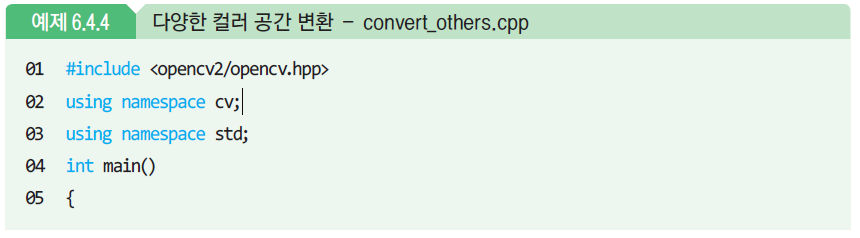 예제 6.4.4 다양한 컬러 공간 변환 - convert_others.cpp
01 #include <opencv2/opencv.hpp>
02 using namespace cv;
03 using namespace std;
04 int main()
05 {